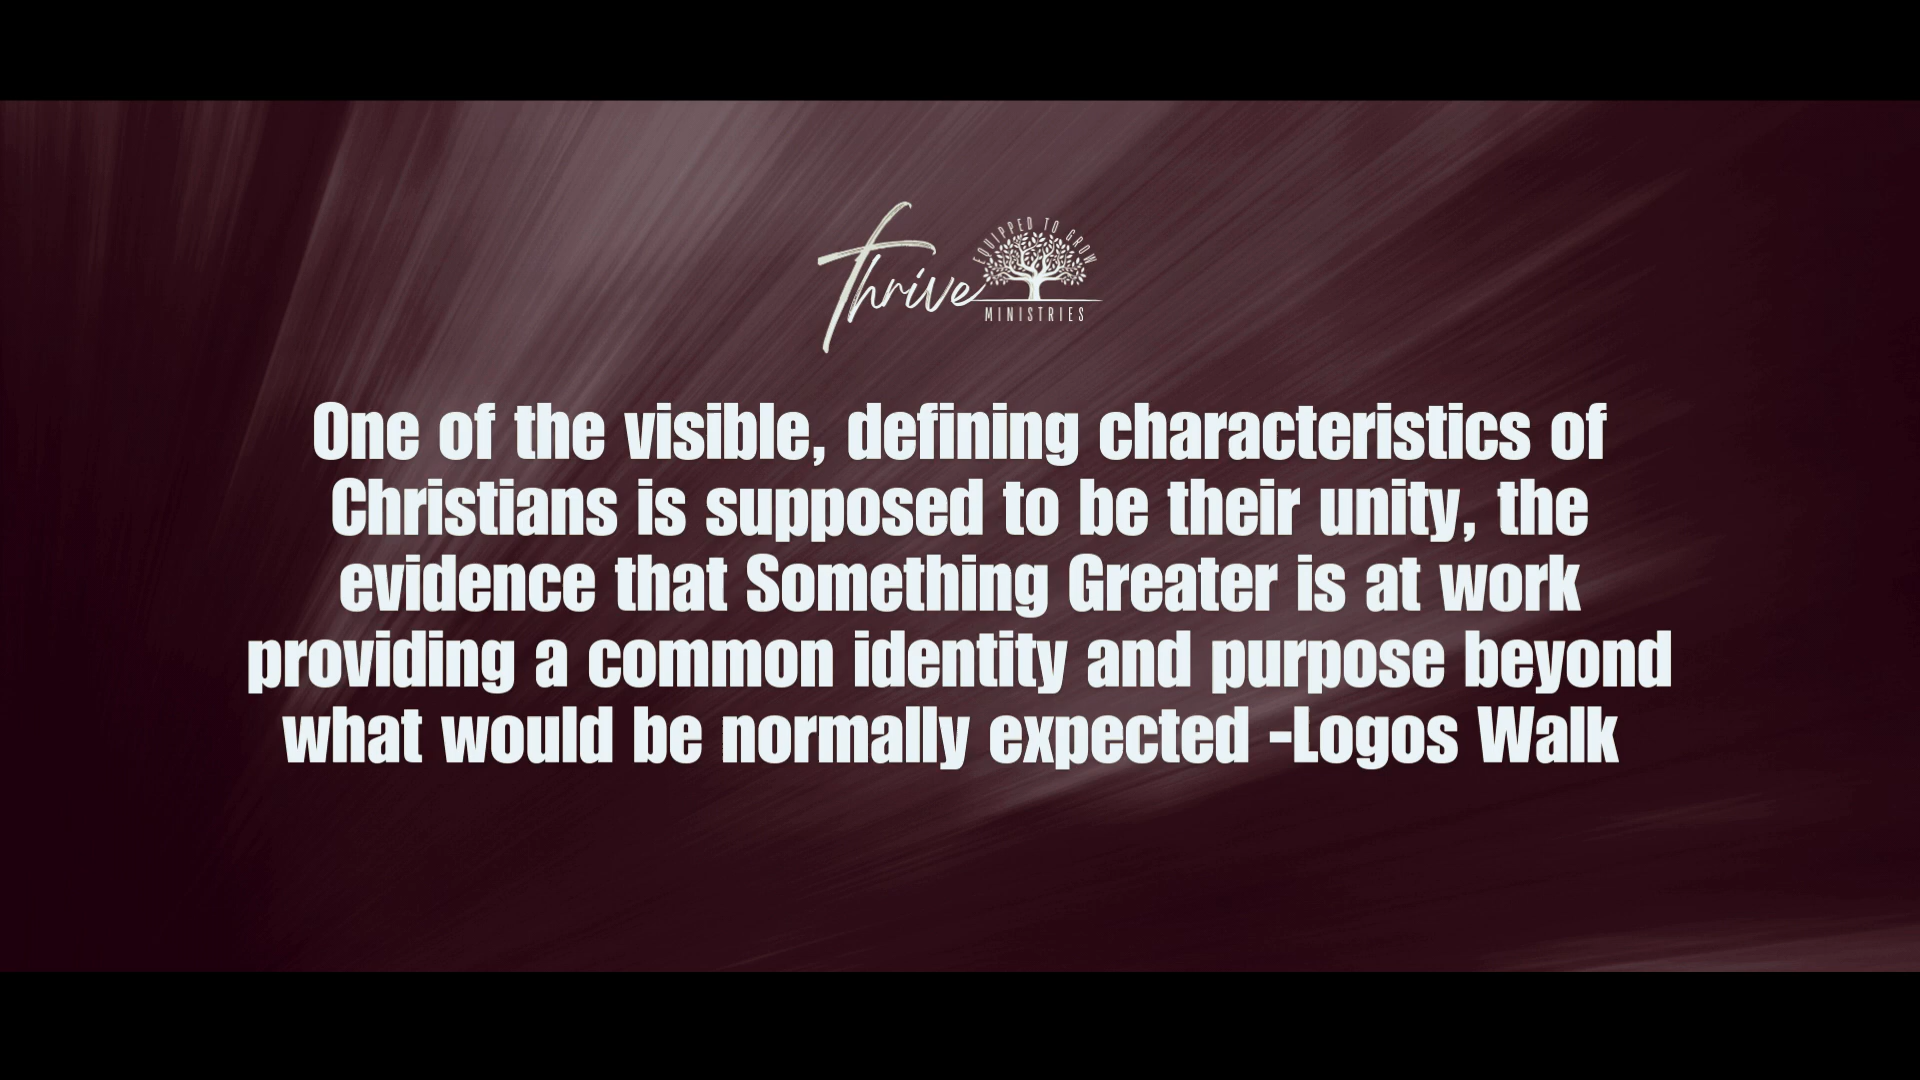 EQUIPPED TO GROW
Thrive
MINISTRIES
One of the visible, defining characteristics of
Christians is supposed to be their unity, the
evidence that Something Greater is at work
providing a common identity and purpose beyond
what would be normally expected -Logos Walk